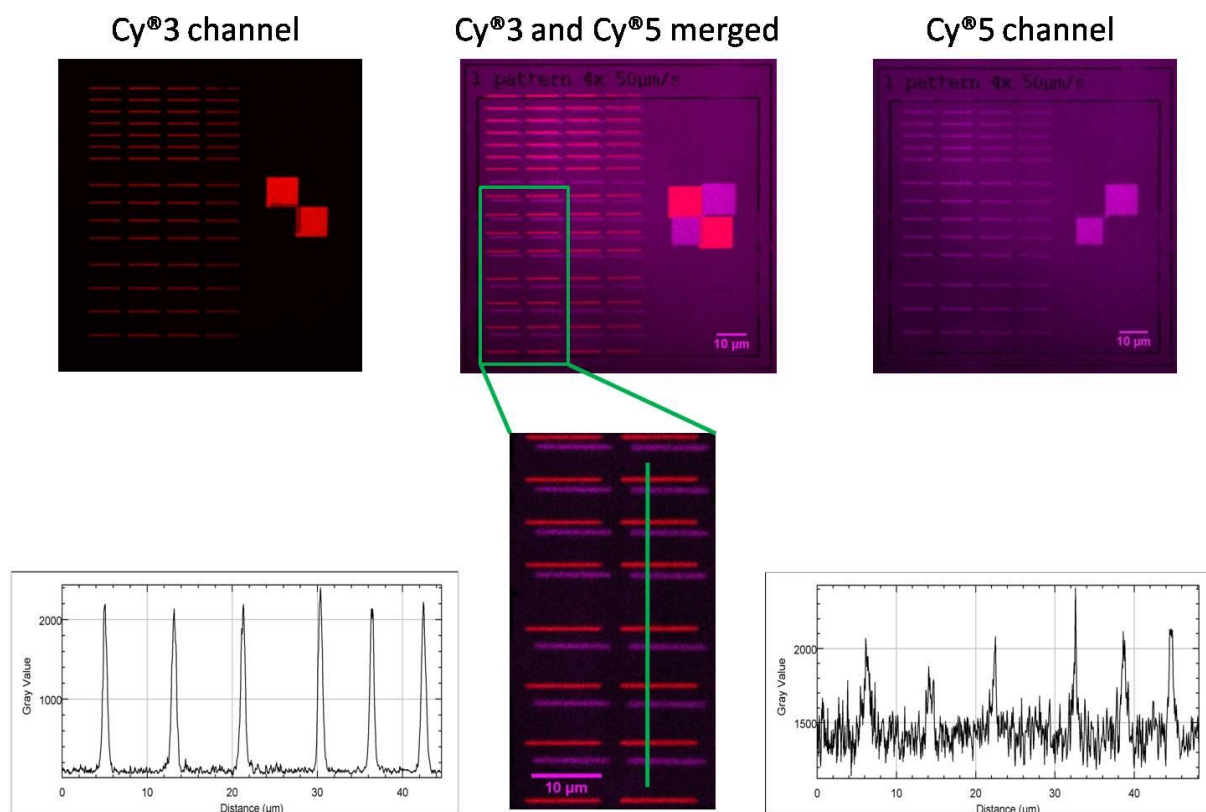 Cy®3 channel
Cy®3 and Cy®5 merged
Cy®5 channel
1 pattern 4x 50µm/s
1 pattern 4x 50µm/s
10 µm
10 µm
10 µm
Gray Value
2000
1000
0
10
20
30
40
Distance (µm)
Gray Value
2000
1500
0
10
20
30
40
Distance (µm)